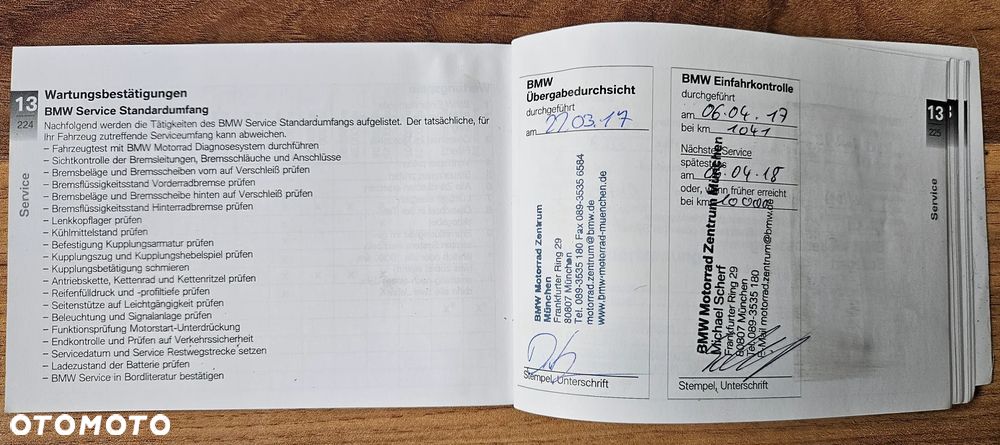 13
224
Service
Wartungsbestätigungen
BMW Service Standardumfang
Nachfolgend werden die Tätigkeiten des BMW Service Standardumfangs aufgelistet. Der tatsächliche, für
Ihr Fahrzeug zutreffende Serviceumfang kann abweichen.
– Fahrzeugtest mit BMW Motorrad Diagnosesystem durchführen
– Sichtkontrolle der Bremsleitungen, Bremsschläuche und Anschlüsse
– Bremsbeläge und Bremsscheiben vorn auf Verschleiß prüfen
– Bremsflüssigkeitsstand Vorderradbremse prüfen
– Bremsbeläge und Bremsscheibe hinten auf Verschleiß prüfen
– Bremsflüssigkeitsstand Hinterradbremse prüfen
– Lenkkopflager prüfen
– Kühlmittelstand prüfen
– Befestigung Kupplungsarmatur prüfen
– Kupplungszug und Kupplungshebelspiel prüfen
– Kupplungsbetätigung schmieren
– Antriebskette, Kettenrad und Kettenritzel prüfen
– Reifenfülldruck und -profiltiefe prüfen
– Seitenstütze auf Leichtgängigkeit prüfen
– Beleuchtung und Signalanlage prüfen
– Funktionsprüfung Motorstart-Unterdrückung
– Endkontrolle und Prüfen auf Verkehrssicherheit
– Servicedatum und Service Restwegstrecke setzen
– Ladezustand der Batterie prüfen
– BMW Service in Bordliteratur bestätigen
BMW
Übergabedurchsicht
durchgeführt
am 22.03.17
BMW Motorrad Zentrum
München
Frankfurter Ring 29
80807 München
Tel. 089-3535 180 Fax 089-3535 6584
motorrad.zentrum@bmw.de
www.bmw-motorrad-muenchen.de
Stempel, Unterschrift
BMW Einfahrkontrolle
durchgeführt
am 06.04.17
bei km 1041
Nächster Service
spätestens
am 06.04.18
oder, wenn früher erreicht
bei km 10000
BMW Motorrad Zentrum München
Michael Scherf
Frankfurter Ring 29
80807 München
Tel. 089-3535 180
E-Mail motorrad.zentrum@bmw.de
Stempel, Unterschrift
13
225
Service
OTOMOTO